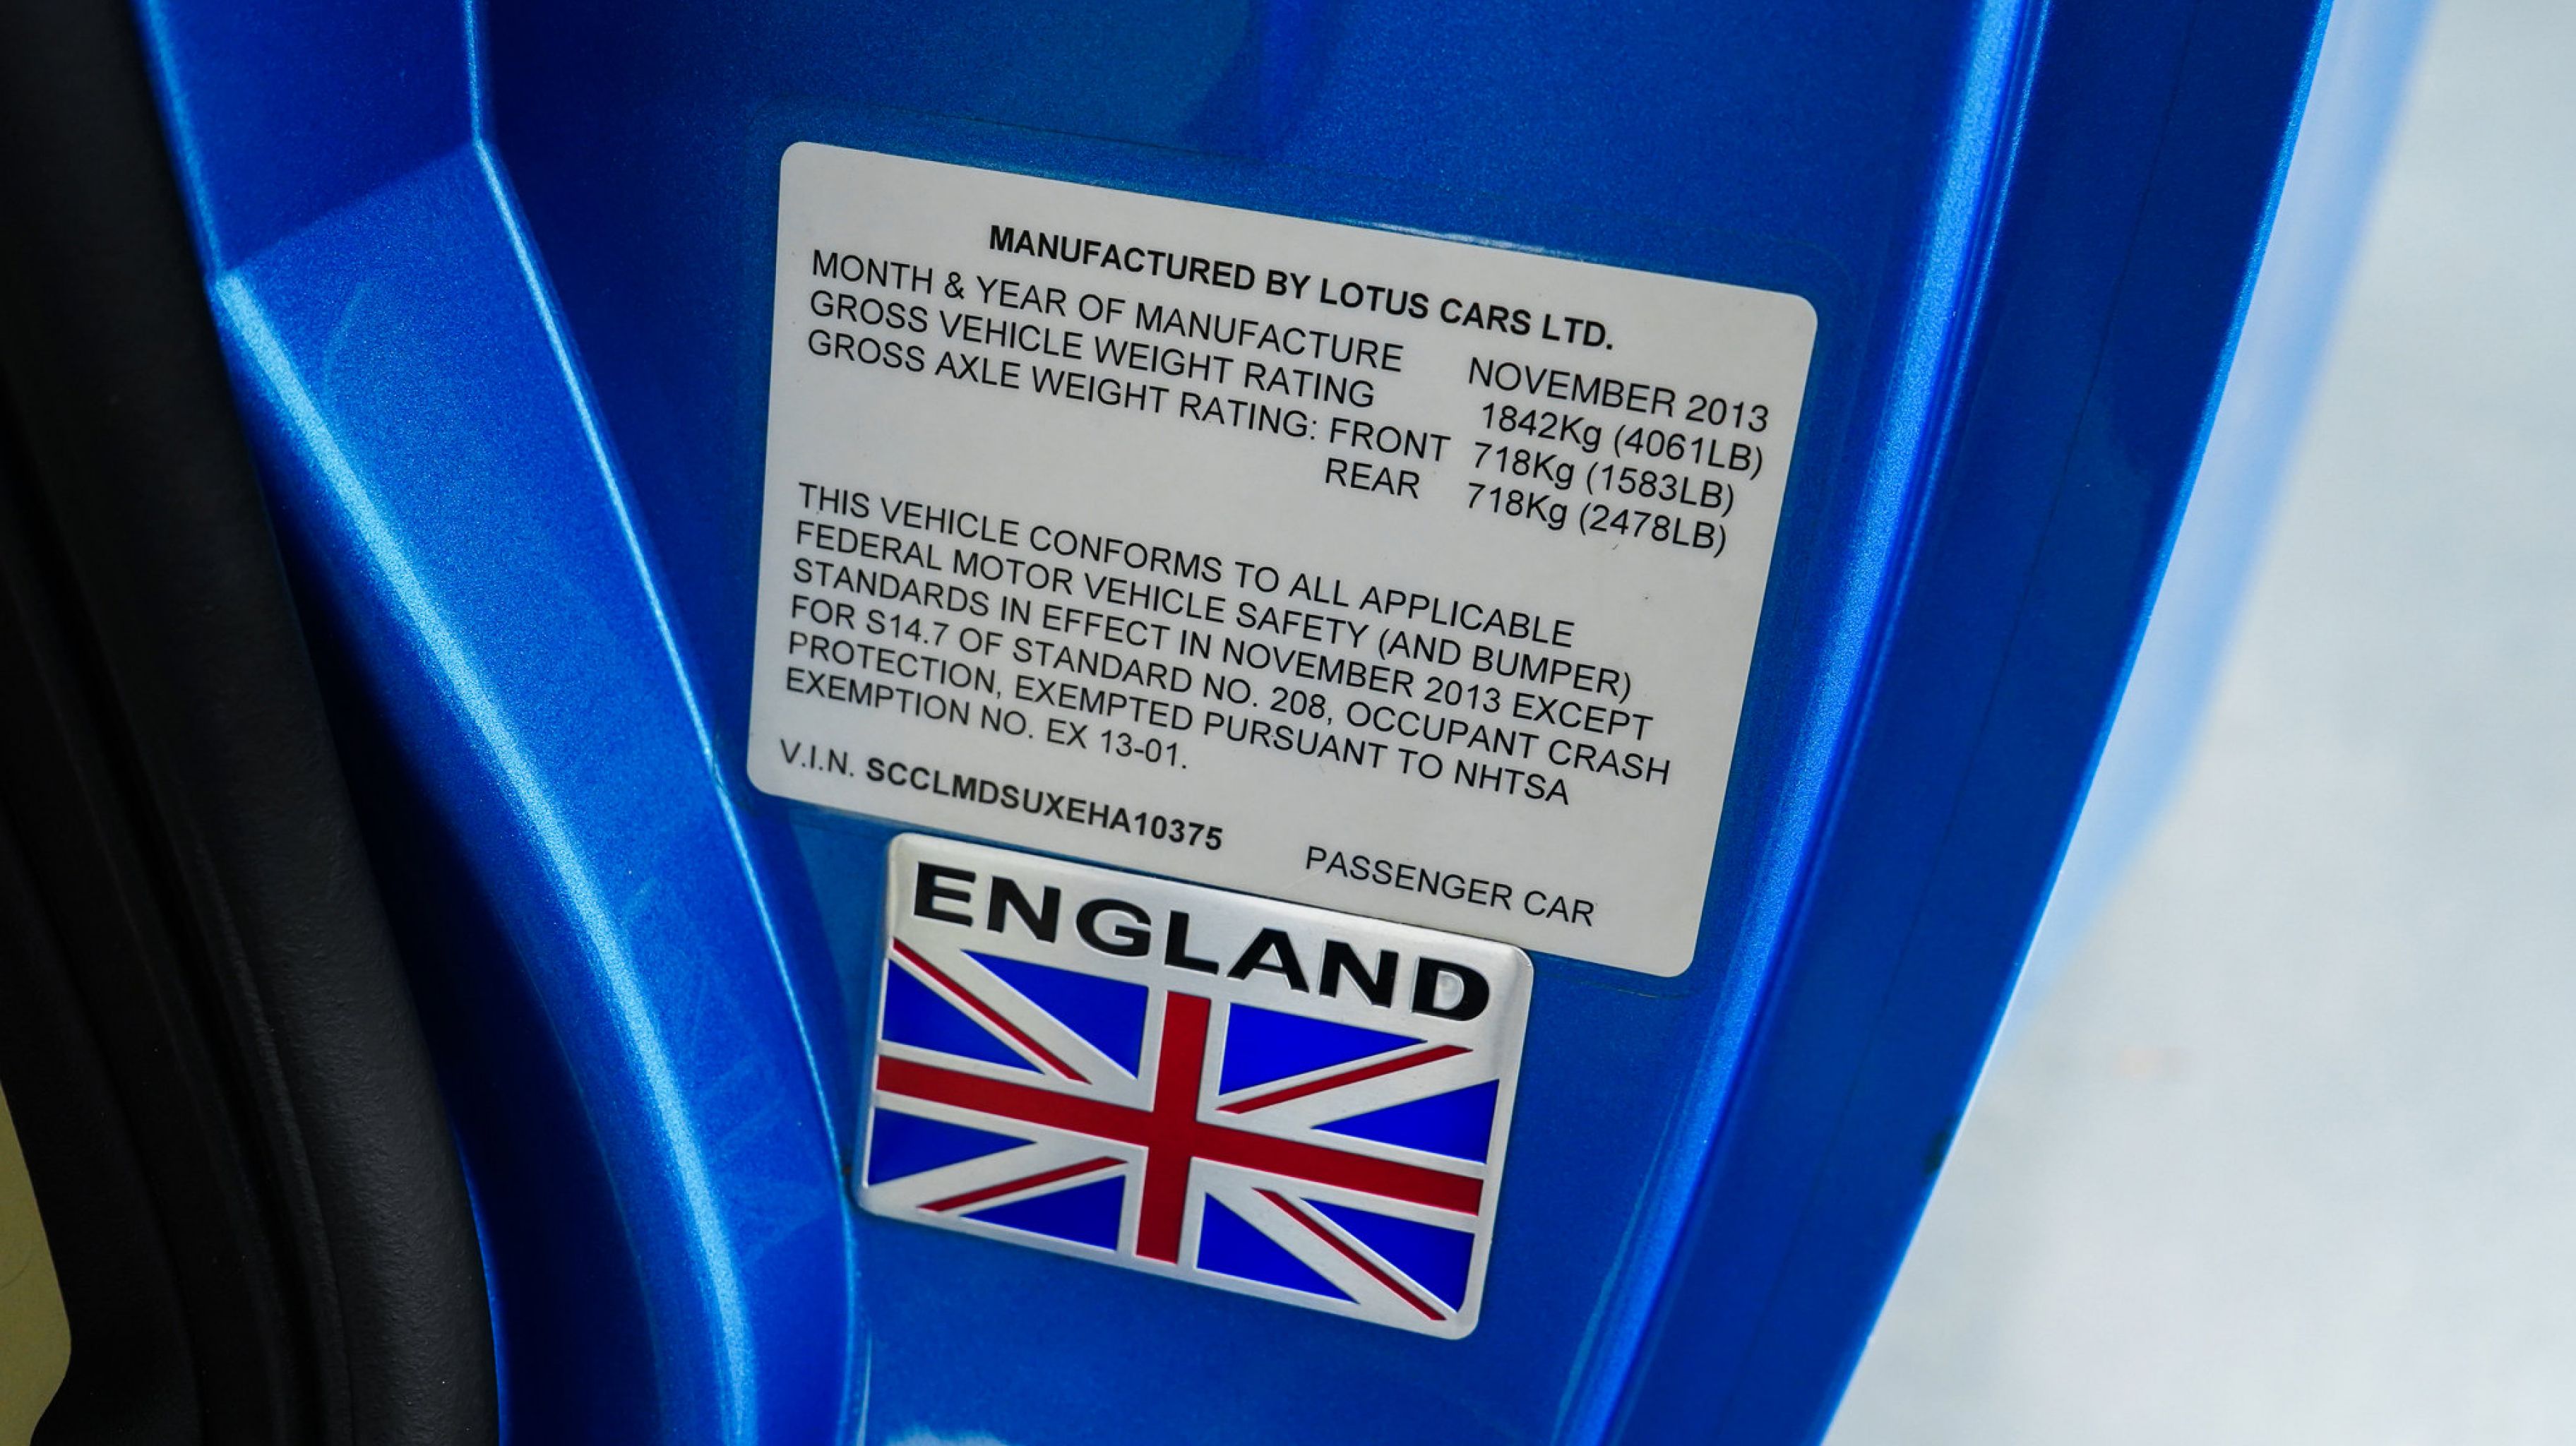 MANUFACTURED BY LOTUS CARS LTD.
MONTH & YEAR OF MANUFACTURE NOVEMBER 2013
GROSS VEHICLE WEIGHT RATING 1842Kg (4061LB)
GROSS AXLE WEIGHT RATING: FRONT 718Kg (1583LB)
REAR 718Kg (2478LB)
THIS VEHICLE CONFORMS TO ALL APPLICABLE
FEDERAL MOTOR VEHICLE SAFETY (AND BUMPER)
STANDARDS IN EFFECT IN NOVEMBER 2013 EXCEPT
FOR S14.7 OF STANDARD NO. 208, OCCUPANT CRASH
PROTECTION, EXEMPTED PURSUANT TO NHTSA
EXEMPTION NO. EX 13-01.
V.I.N. SCCLMDSUXEHA10375 PASSENGER CAR
ENGLAND